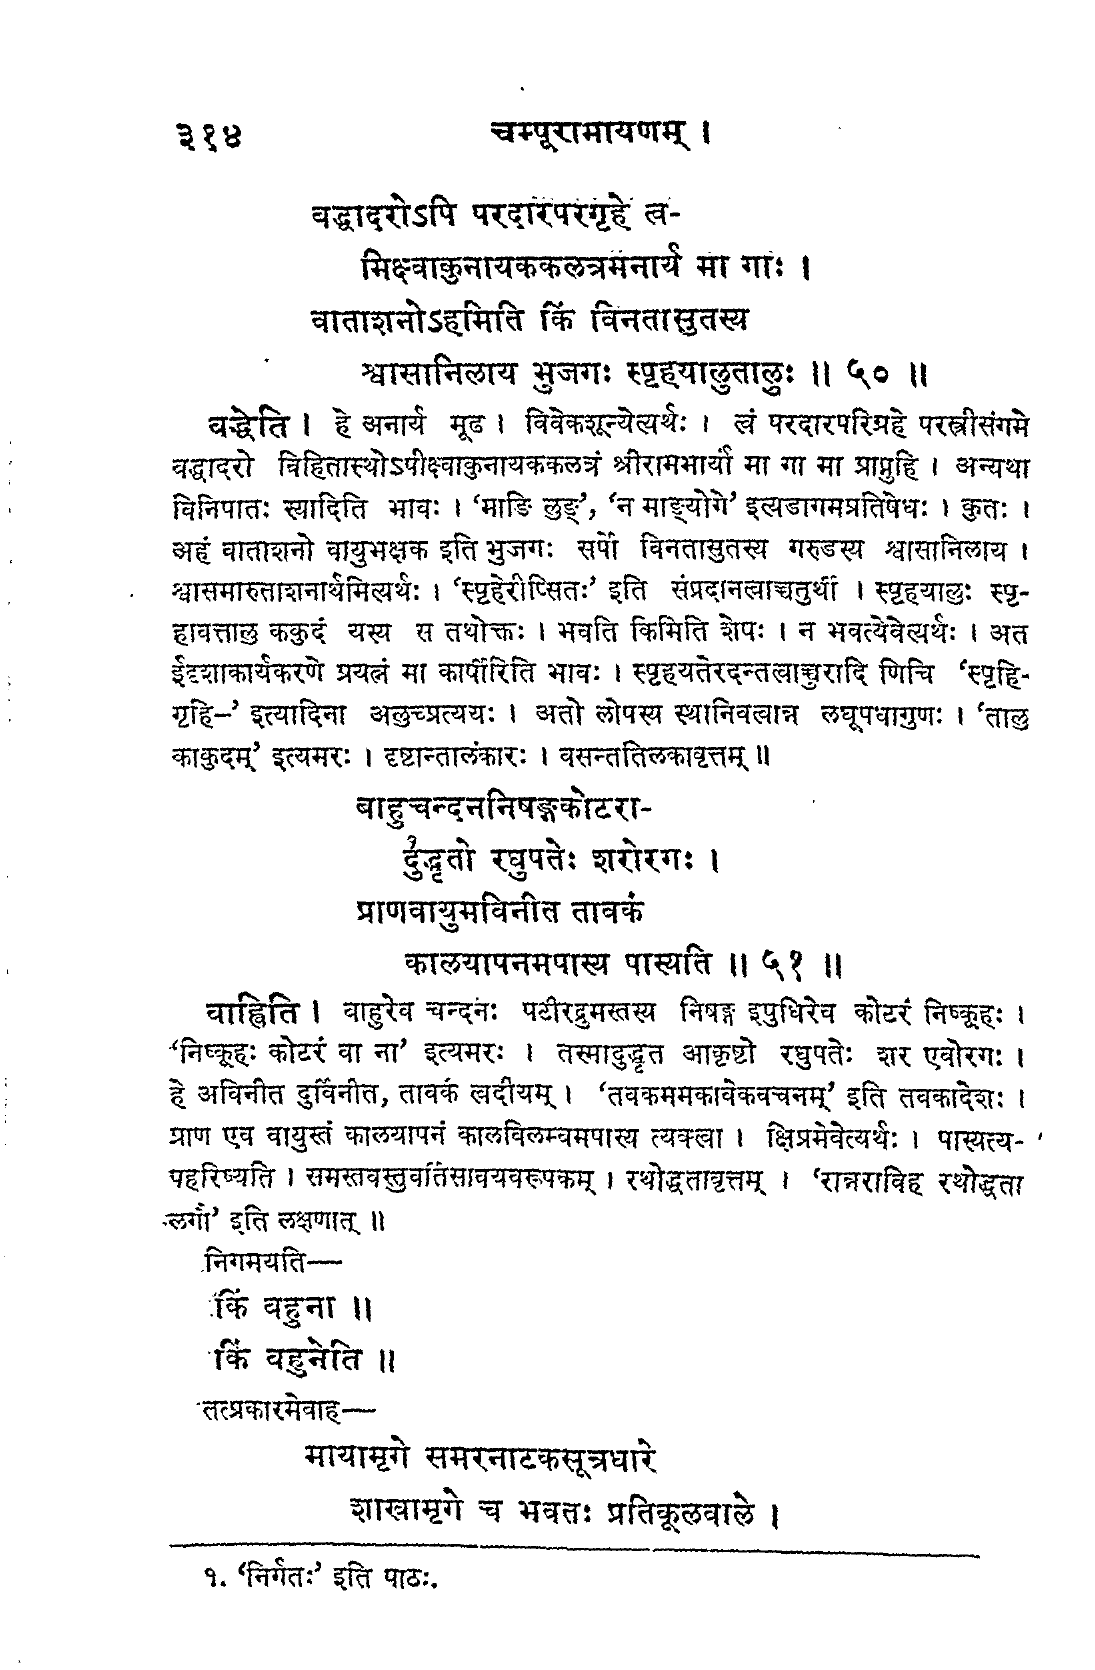 ३१४ चम्पूरामायणम् ।
बद्धादरोऽपि परदारपरगृहे त्व-
मिक्ष्वाकुनायककलत्रमनार्य मा गाः ।
वाताशनोऽहमिति किं विनतासुतस्य
श्वासानिलाय भुजगः स्पृहयालुतालुः ॥ ५० ॥
बद्धेति । हे अनार्य मूढ । विवेकशून्येत्यर्थः । त्वं परदारपरिग्रहे परस्त्रीसंगमे
बद्धादरो विहितास्थोऽपीक्ष्वाकुनायककलत्रं श्रीरामभार्यां मा गा मा प्राप्नुहि । अन्यथा
विनिपातः स्यादिति भावः । ‘माङि लुङ्’, ‘न माङ्योगे’ इत्यडागमप्रतिषेधः । कुतः ।
अहं वाताशनो वायुभक्षक इति भुजगः सर्पो विनतासुतस्य गरुडस्य श्वासानिलाय ।
श्वासमारुताशनार्थमित्यर्थः । ‘स्पृहेरीप्सितः’ इति संप्रदानत्वाच्चतुर्थी । स्पृहयालुः स्पृ-
हावत्तालु ककुदं यस्य स तथोक्तः । भवति किमिति शेषः । न भवत्येवेत्यर्थः । अत
ईदृशाकार्यकरणे प्रयत्नं मा कार्षीरिति भावः । स्पृहयतेरदन्तत्वाच्चुरादि णिचि ‘स्पृहि-
गृहि–’ इत्यादिना अलुच्प्रत्ययः । अतो लोपस्य स्थानिवत्वान्न लघूपधागुणः । ‘तालु
काकुदम्’ इत्यमरः । दृष्टान्तालंकारः । वसन्ततिलकावृत्तम् ॥
बाहुचन्दननिषङ्गकोटरा-
दुद्धृतो रघुपतेः शरोरगः ।
प्राणवायुमविनीत तावकं
कालयापनमपास्य पास्यति ॥ ५१ ॥
बाह्विति । बाहुरेव चन्दनः पटीरद्रुमस्तस्य निषङ्ग इषुधिरेव कोटरं निष्कूहः ।
‘निष्कूहः कोटरं वा ना’ इत्यमरः । तस्मादुद्धृत आकृष्टो रघुपतेः शर एवोरगः ।
हे अविनीत दुर्विनीत, तावकं त्वदीयम् । ‘तवकममकावेकवचनम्’ इति तवकादेशः ।
प्राण एव वायुस्तं कालयापनं कालविलम्बमपास्य त्यक्त्वा । क्षिप्रमेवेत्यर्थः । पास्यत्य-
पहरिष्यति । समस्तवस्तुवर्तिसावयवरूपकम् । रथोद्धतावृत्तम् । ‘रान्नराविह रथोद्धता
लगौ’ इति लक्षणात् ॥
निगमयति—
किं बहुना ॥
किं बहुनेति ॥
तत्प्रकारमेवाह—
मायामृगे समरनाटकसूत्रधारे
शाखामृगे च भवतः प्रतिकूलवाले ।
१. ‘निर्गतः’ इति पाठः.